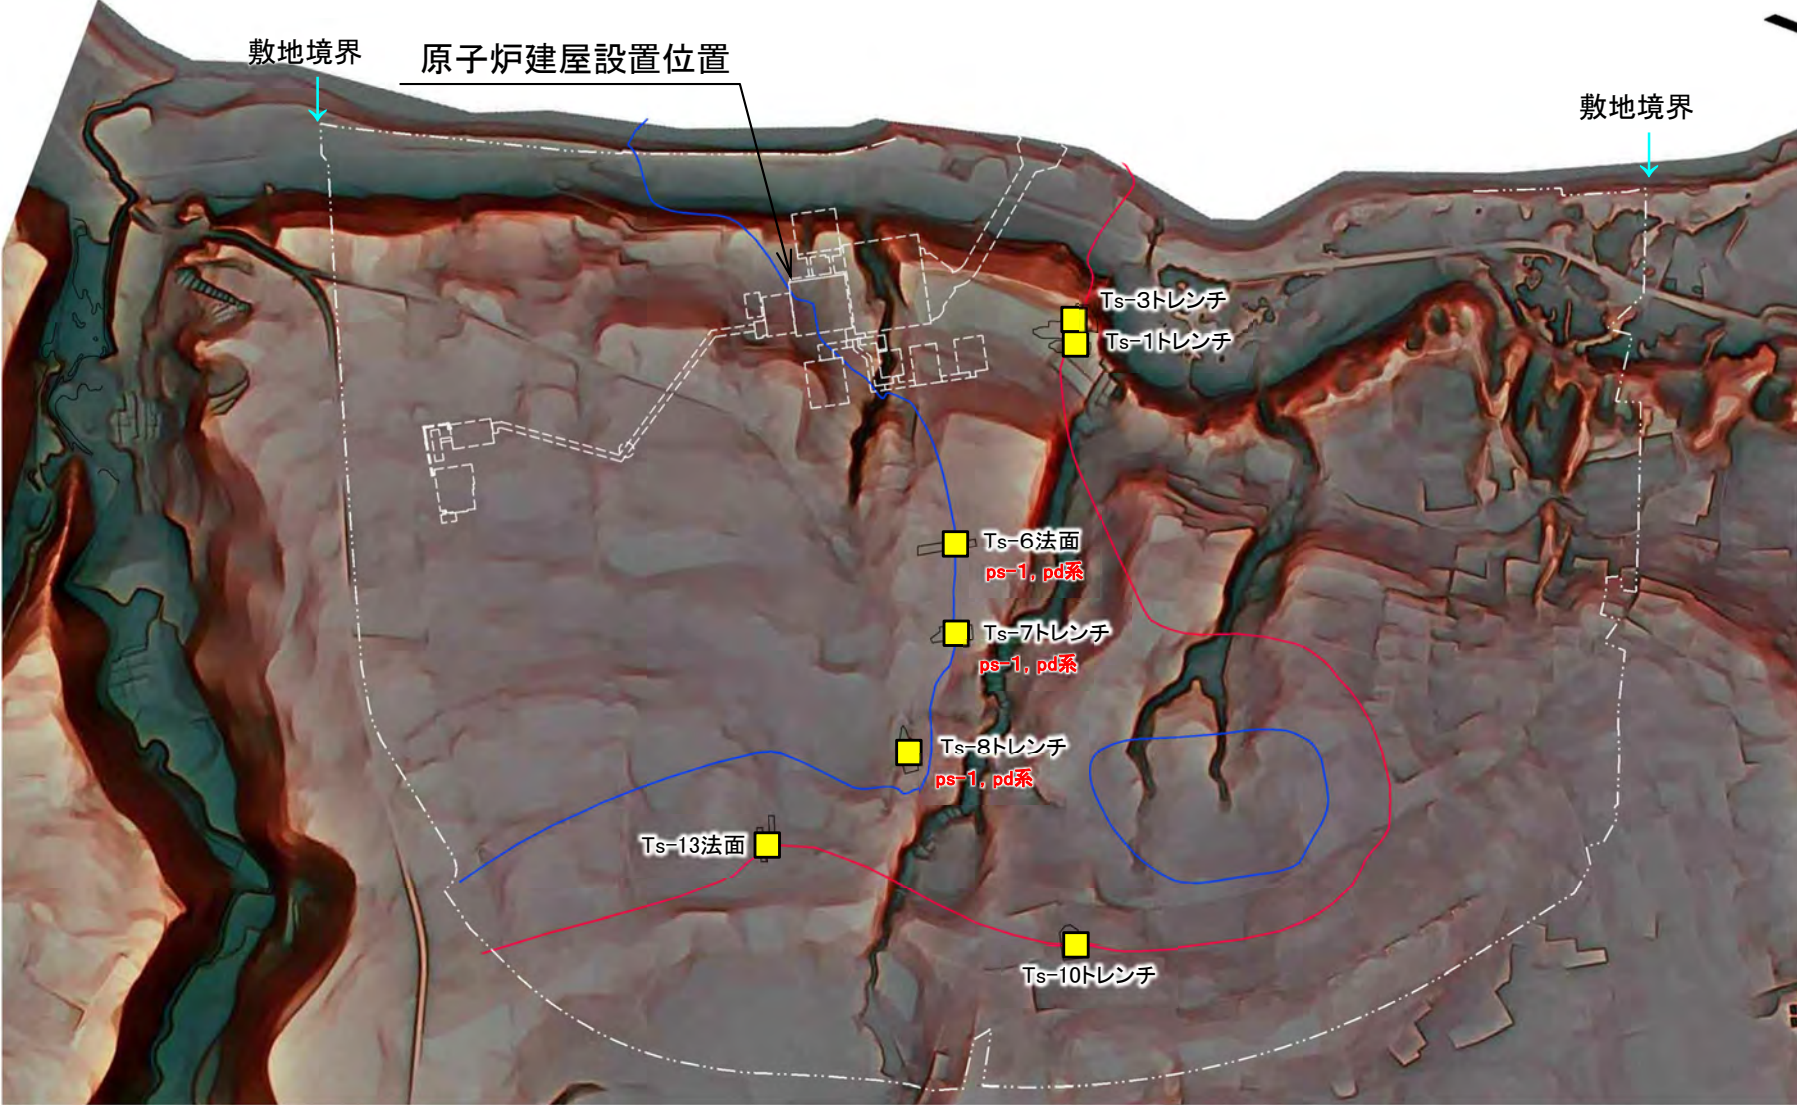 敷地境界
原子炉建屋設置位置
敷地境界
Ts-3トレンチ
Ts-1トレンチ
Ts-6法面
ps-1, pd系
Ts-7トレンチ
ps-1, pd系
Ts-8トレンチ
ps-1, pd系
Ts-13法面
Ts-10トレンチ